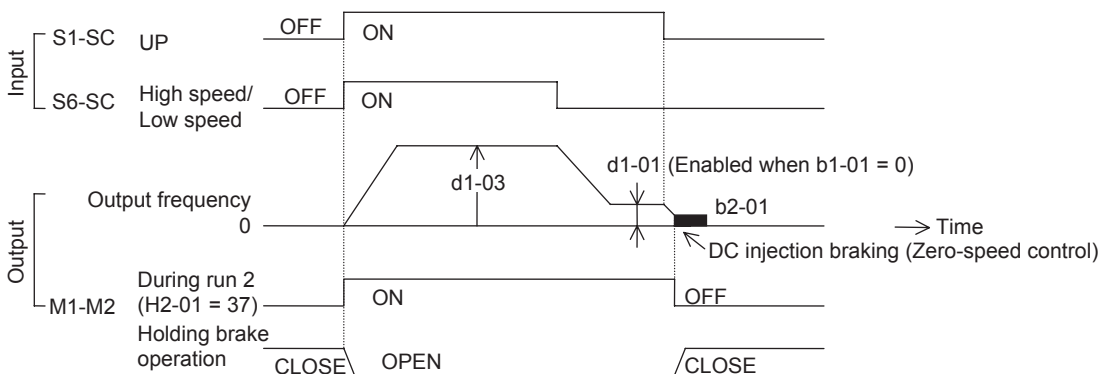 Input
S1-SC UP OFF ON
S6-SC High speed/
Low speed OFF ON
d1-01 (Enabled when b1-01 = 0)
d1-03
Output
Output frequency
0
b2-01
Time
DC injection braking (Zero-speed control)
M1-M2
During run 2
(H2-01 = 37)
ON OFF
Holding brake
operation
CLOSE OPEN CLOSE